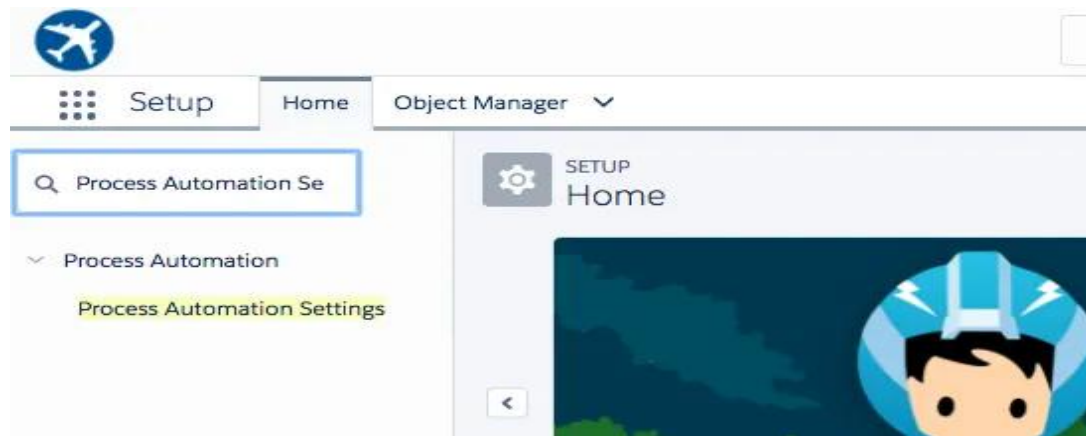 Setup
Home
Object Manager
Process Automation Se
SETUP
Home
Process Automation
Process Automation Settings